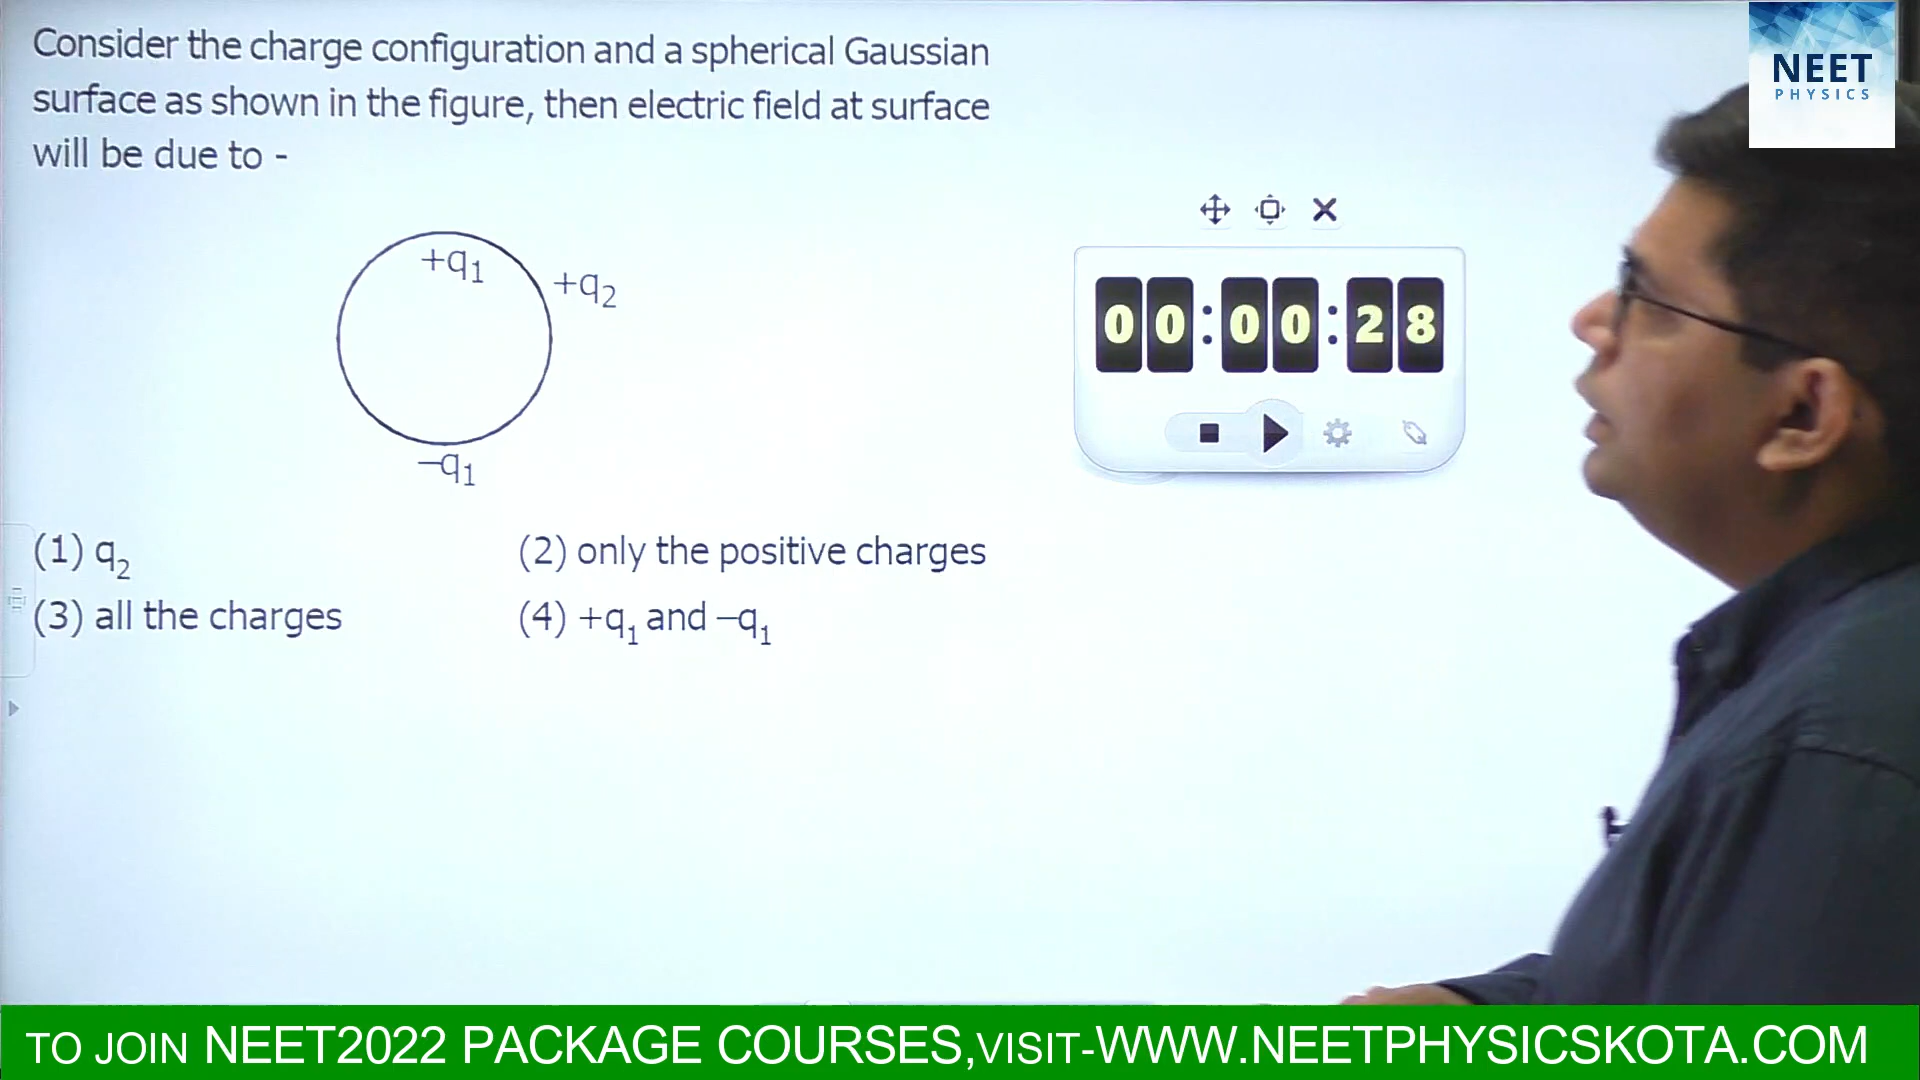 Consider the charge configuration and a spherical Gaussian
surface as shown in the figure, then electric field at surface
will be due to -
+q1
+q2
–q1
(1) q2
(2) only the positive charges
(3) all the charges
(4) +q1 and –q1
00:00:28
NEET
PHYSICS
TO JOIN NEET2022 PACKAGE COURSES,VISIT-WWW.NEETPHYSICSKOTA.COM